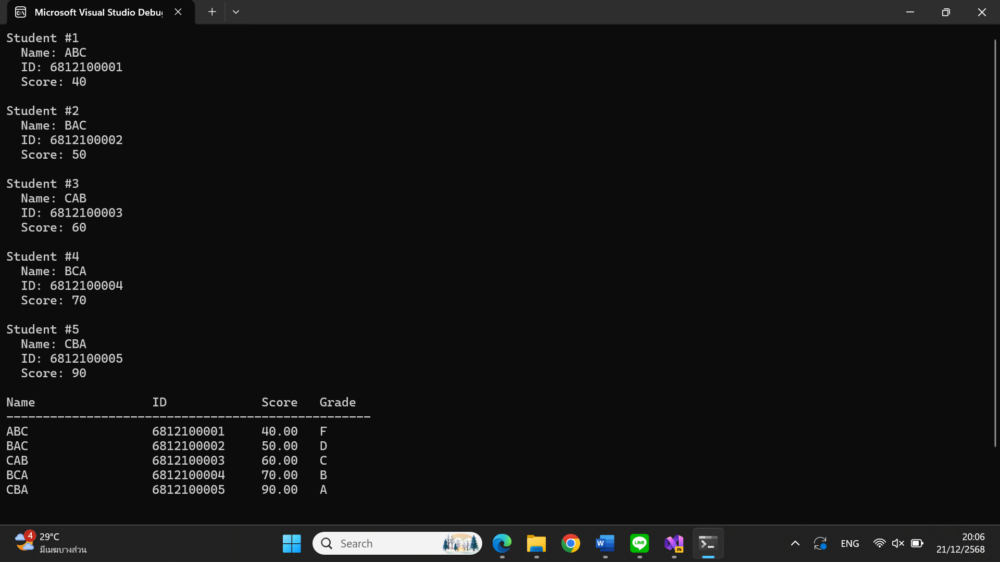 Microsoft Visual Studio Debug
Student #1
Name: ABC
ID: 6812100001
Score: 40
Student #2
Name: BAC
ID: 6812100002
Score: 50
Student #3
Name: CAB
ID: 6812100003
Score: 60
Student #4
Name: BCA
ID: 6812100004
Score: 70
Student #5
Name: CBA
ID: 6812100005
Score: 90
Name ID Score Grade
--------------------------------------------------
ABC 6812100001 40.00 F
BAC 6812100002 50.00 D
CAB 6812100003 60.00 C
BCA 6812100004 70.00 B
CBA 6812100005 90.00 A
4
29°C
มีเมฆบางส่วน
Search
W
LINE
IN
ENG
20:06
21/12/2568